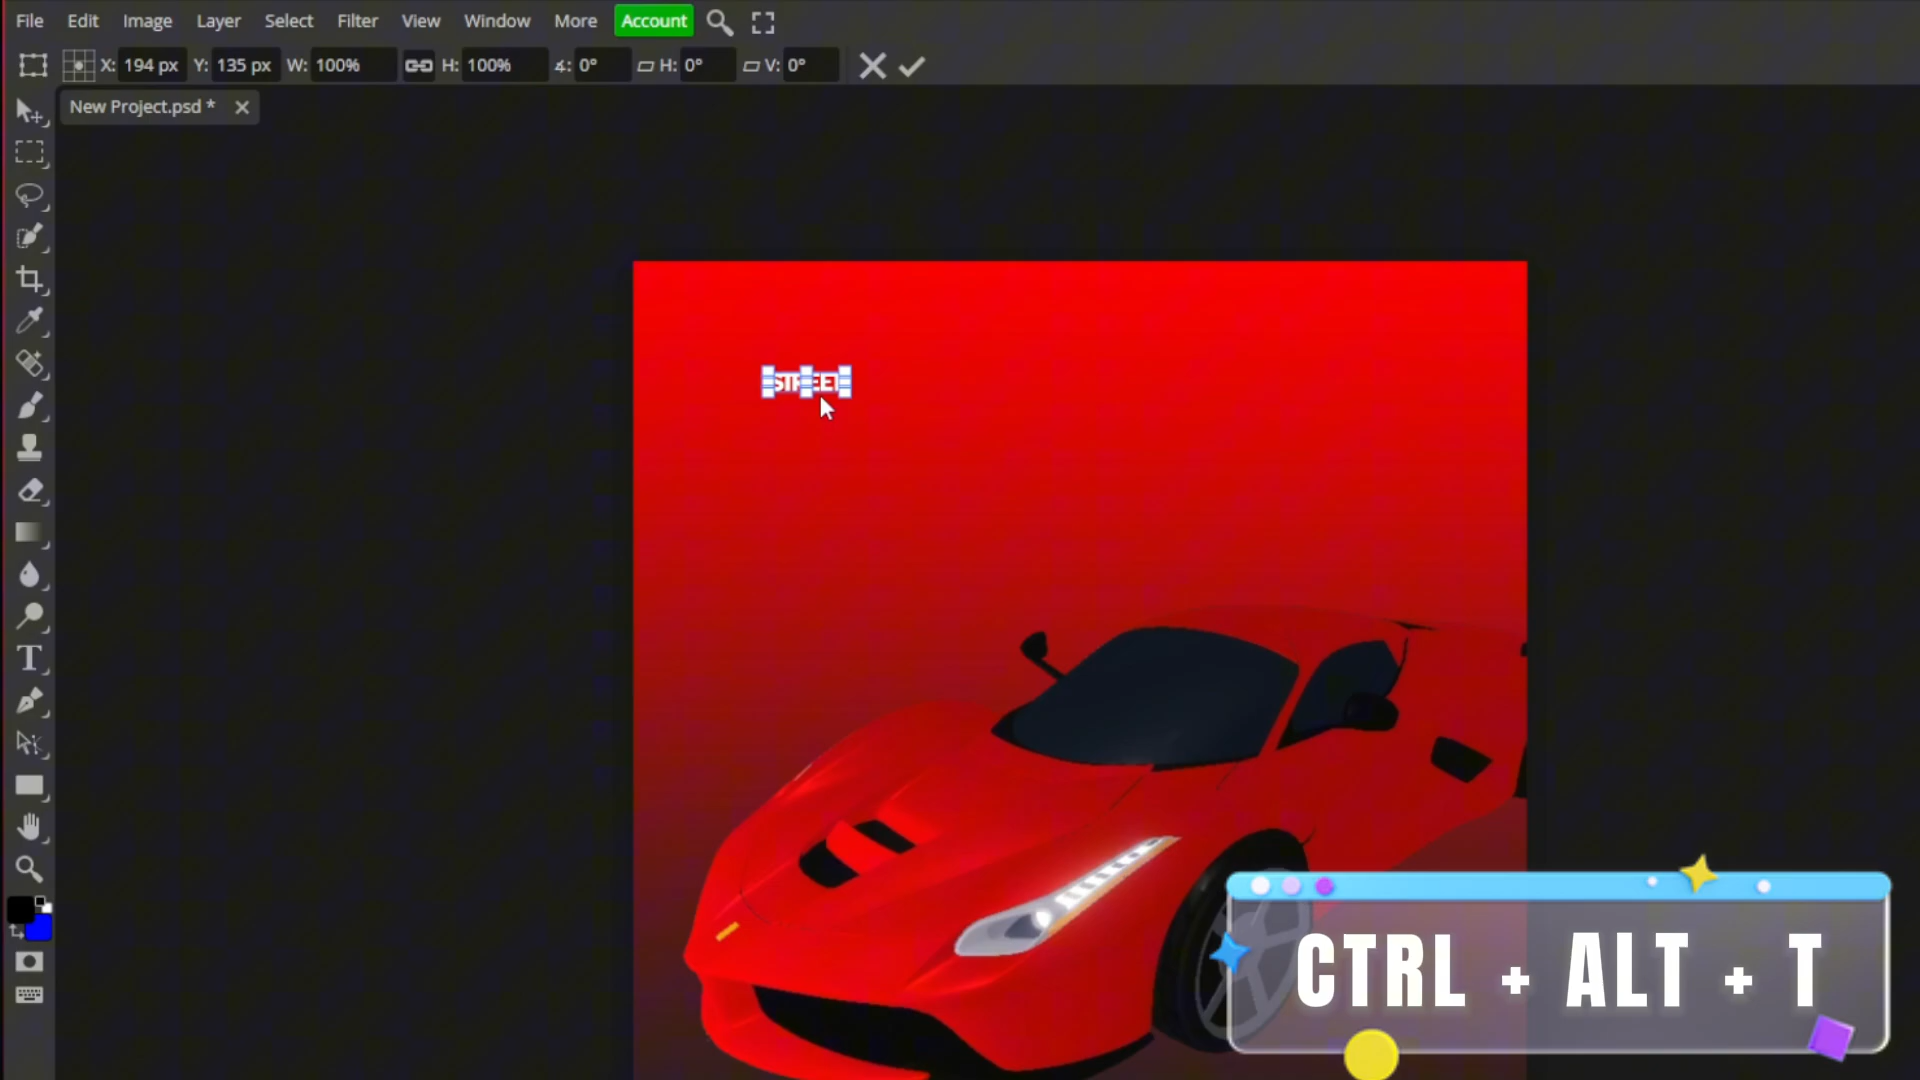 File Edit Image Layer Select Filter View Window More Account
X: 194 px Y: 135 px W: 100% H: 100% ∡: 0° H: 0° V: 0°
New Project.psd *
STREET
T
CTRL + ALT + T